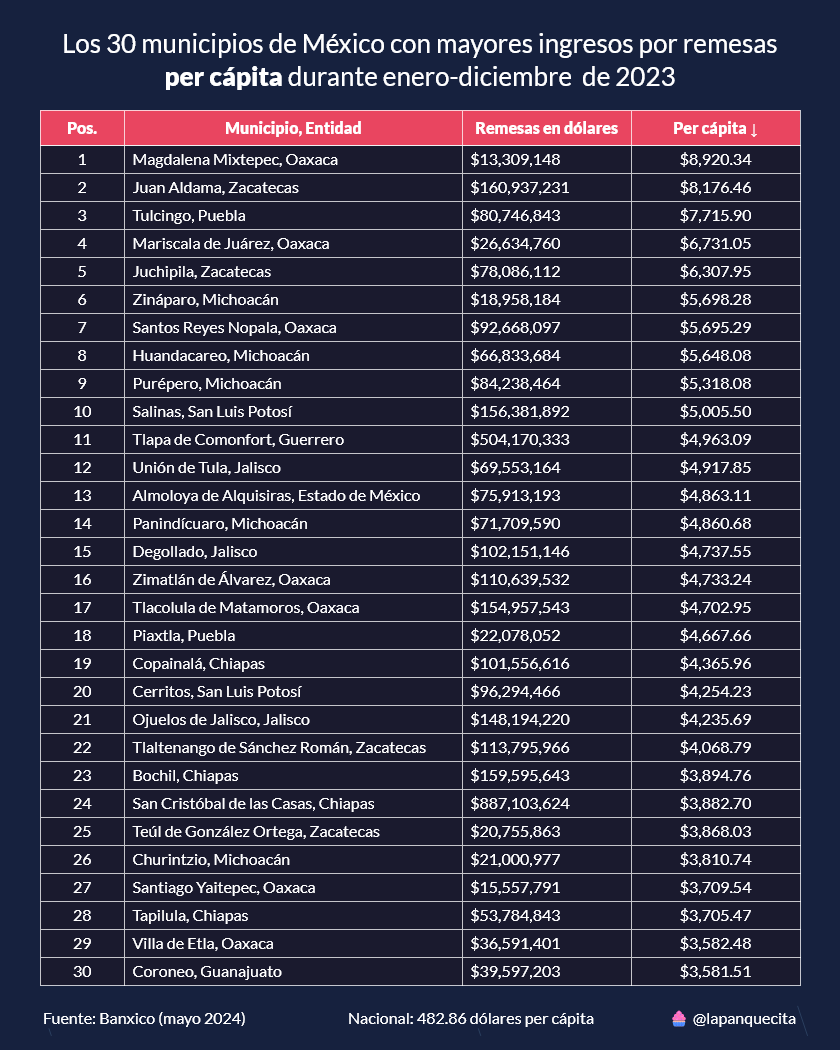 Los 30 municipios de México con mayores ingresos por remesas
per cápita durante enero-diciembre de 2023
Pos. Municipio, Entidad Remesas en dólares Per cápita ↓
1 Magdalena Mixtepec, Oaxaca $13,309,148 $8,920.34
2 Juan Aldama, Zacatecas $160,937,231 $8,176.46
3 Tulcingo, Puebla $80,746,843 $7,715.90
4 Mariscala de Juárez, Oaxaca $26,634,760 $6,731.05
5 Juchipila, Zacatecas $78,086,112 $6,307.95
6 Zináparo, Michoacán $18,958,184 $5,698.28
7 Santos Reyes Nopala, Oaxaca $92,668,097 $5,695.29
8 Huandacareo, Michoacán $66,833,684 $5,648.08
9 Purépero, Michoacán $84,238,464 $5,318.08
10 Salinas, San Luis Potosí $156,381,892 $5,005.50
11 Tlapa de Comonfort, Guerrero $504,170,333 $4,963.09
12 Unión de Tula, Jalisco $69,553,164 $4,917.85
13 Almoloya de Alquisiras, Estado de México $75,913,193 $4,863.11
14 Panindícuaro, Michoacán $71,709,590 $4,860.68
15 Degollado, Jalisco $102,151,146 $4,737.55
16 Zimatlán de Álvarez, Oaxaca $110,639,532 $4,733.24
17 Tlacolula de Matamoros, Oaxaca $154,957,543 $4,702.95
18 Piaxtla, Puebla $22,078,052 $4,667.66
19 Copainalá, Chiapas $101,556,616 $4,365.96
20 Cerritos, San Luis Potosí $96,294,466 $4,254.23
21 Ojuelos de Jalisco, Jalisco $148,194,220 $4,235.69
22 Tlaltenango de Sánchez Román, Zacatecas $113,795,966 $4,068.79
23 Bochil, Chiapas $159,595,643 $3,894.76
24 San Cristóbal de las Casas, Chiapas $887,103,624 $3,882.70
25 Teúl de González Ortega, Zacatecas $20,755,863 $3,868.03
26 Churintzio, Michoacán $21,000,977 $3,810.74
27 Santiago Yaitepec, Oaxaca $15,557,791 $3,709.54
28 Tapilula, Chiapas $53,784,843 $3,705.47
29 Villa de Etla, Oaxaca $36,591,401 $3,582.48
30 Coroneo, Guanajuato $39,597,203 $3,581.51
Fuente: Banxico (mayo 2024) Nacional: 482.86 dólares per cápita @lapanquecita